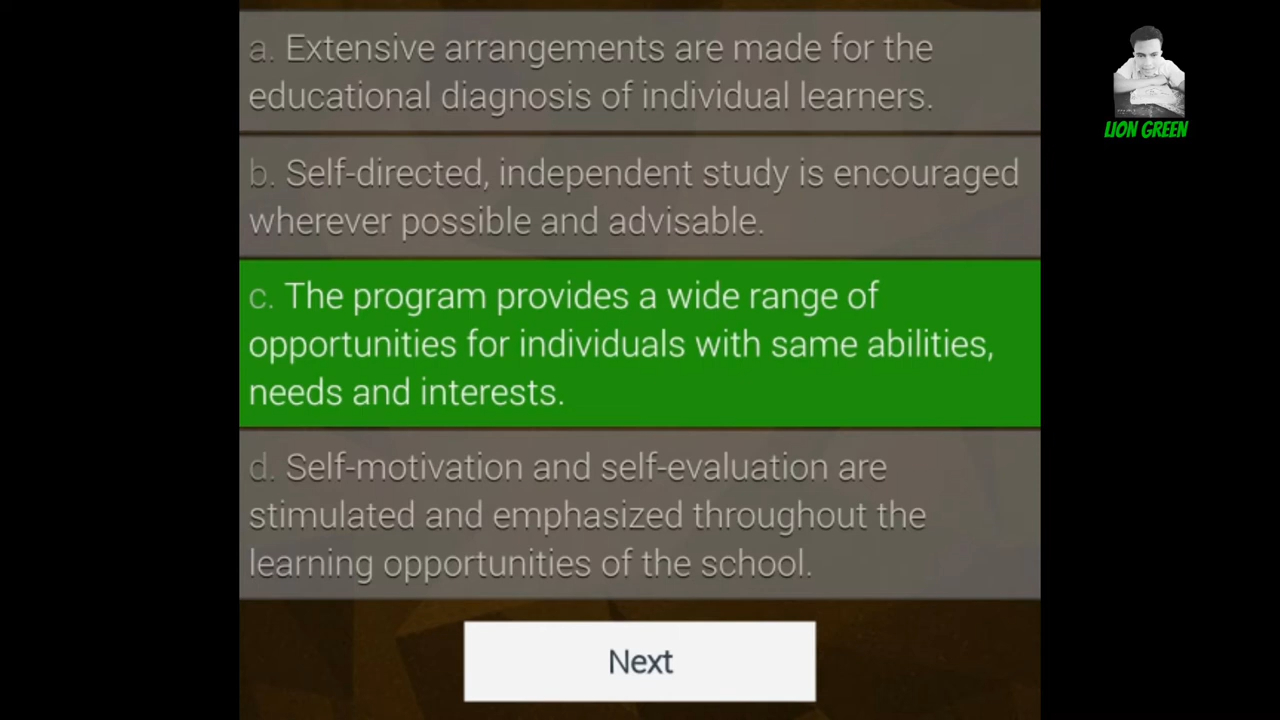 a. Extensive arrangements are made for the
educational diagnosis of individual learners.
LION GREEN
b. Self-directed, independent study is encouraged
wherever possible and advisable.
c. The program provides a wide range of
opportunities for individuals with same abilities,
needs and interests.
d. Self-motivation and self-evaluation are
stimulated and emphasized throughout the
learning opportunities of the school.
Next